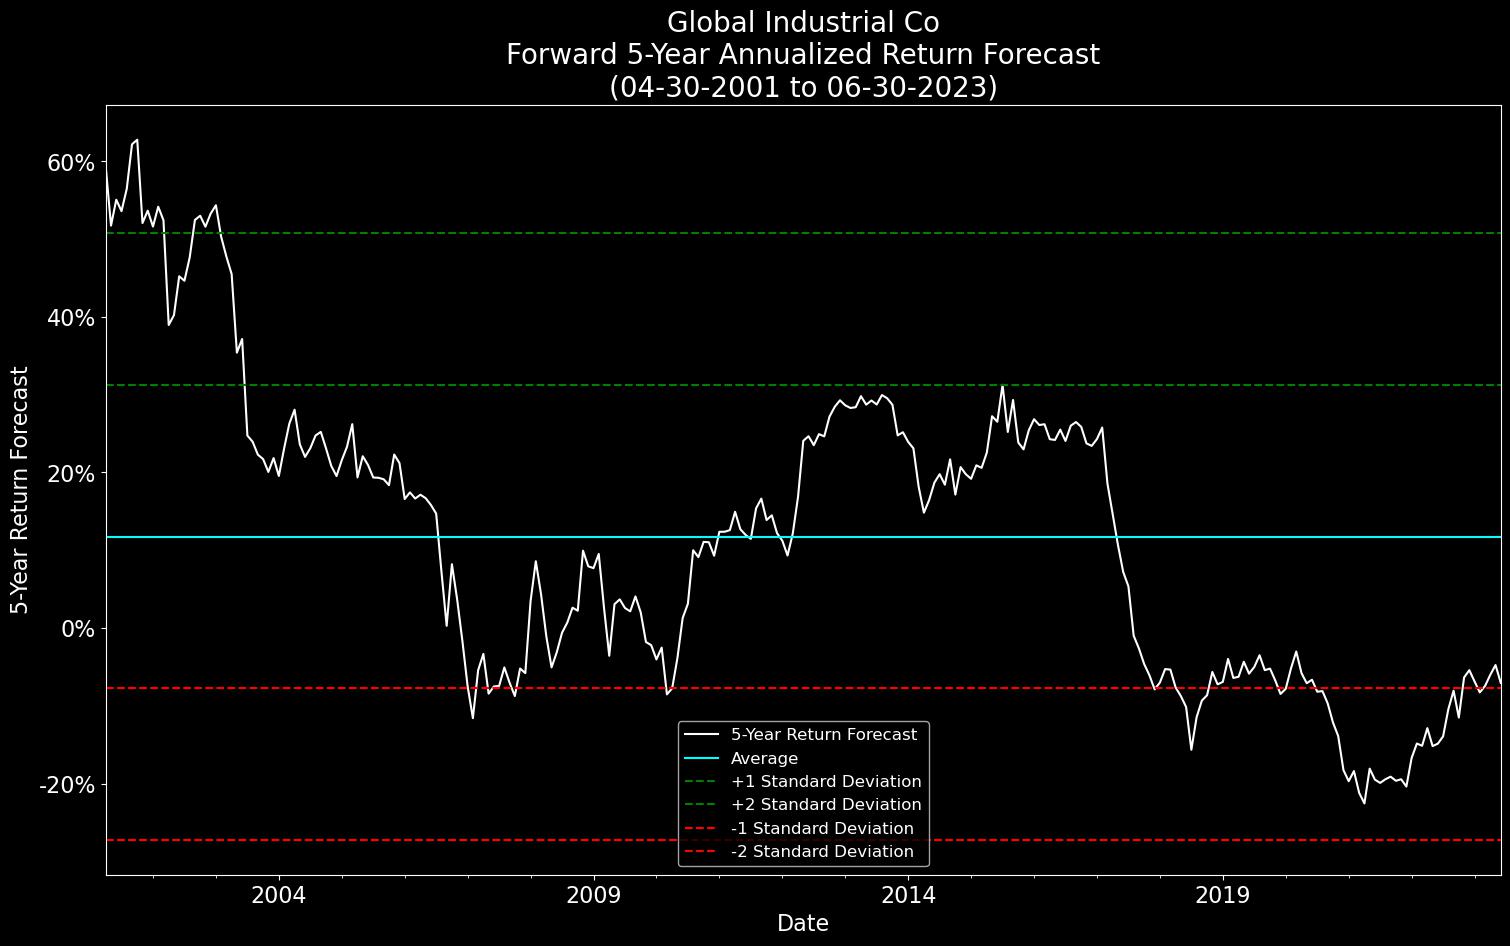 Global Industrial Co
Forward 5-Year Annualized Return Forecast
(04-30-2001 to 06-30-2023)
5-Year Return Forecast
60%
40%
20%
0%
-20%
5-Year Return Forecast
Average
+1 Standard Deviation
+2 Standard Deviation
-1 Standard Deviation
-2 Standard Deviation
2004
2009
2014
2019
Date